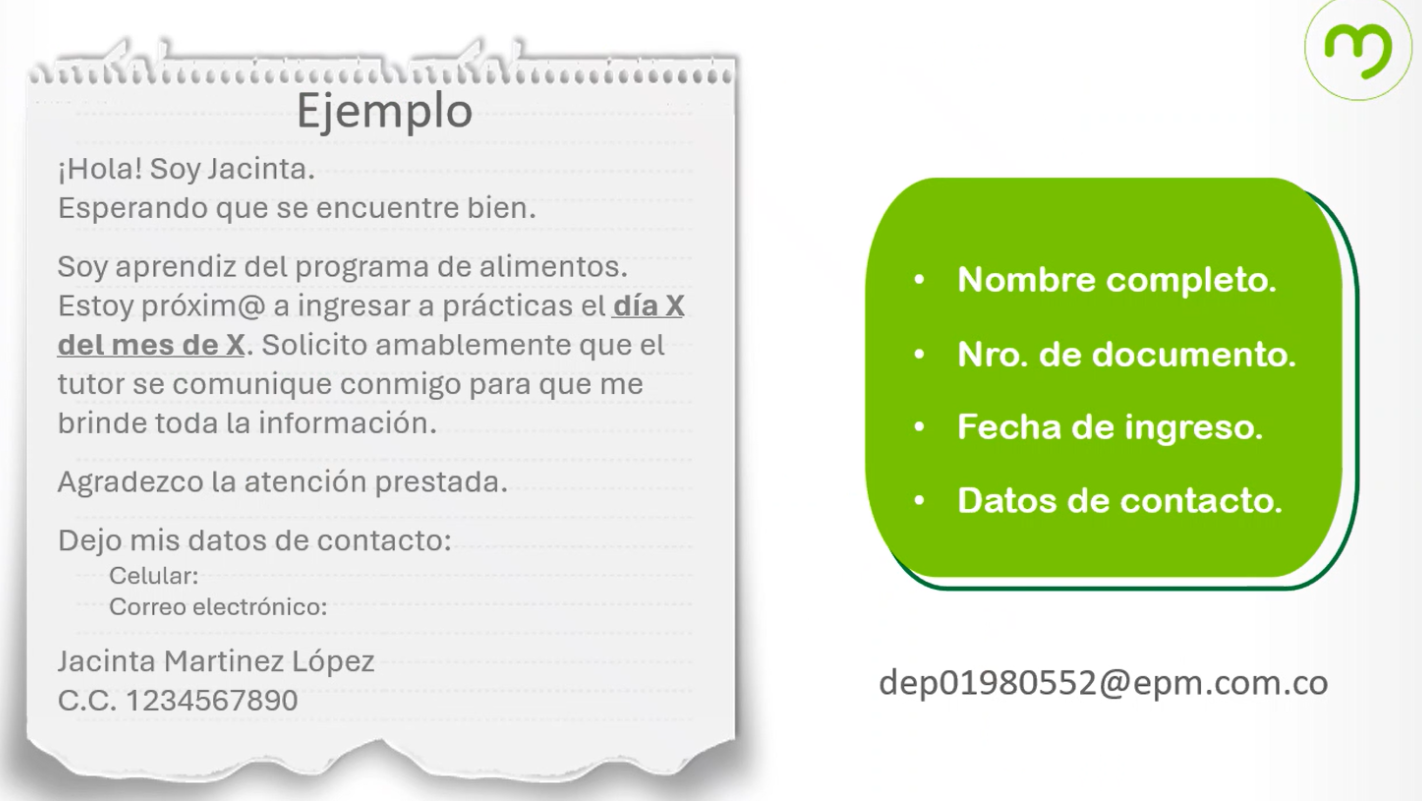 Ejemplo
¡Hola! Soy Jacinta.
Esperando que se encuentre bien.
Soy aprendiz del programa de alimentos.
Estoy próxim@ a ingresar a prácticas el día X
del mes de X. Solicito amablemente que el
tutor se comunique conmigo para que me
brinde toda la información.
Agradezco la atención prestada.
Dejo mis datos de contacto:
Celular:
Correo electrónico:
Jacinta Martinez López
C.C. 1234567890
• Nombre completo.
• Nro. de documento.
• Fecha de ingreso.
• Datos de contacto.
dep01980552@epm.com.co